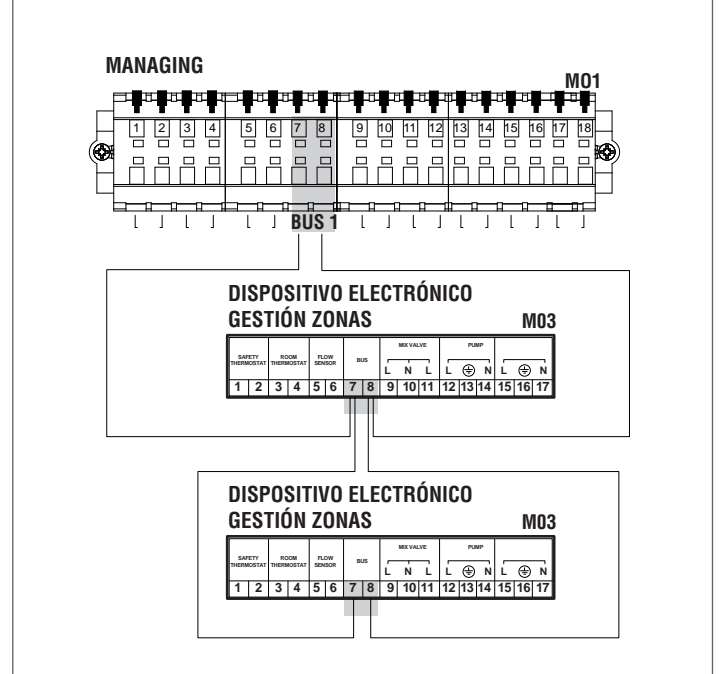 MANAGING
M01
1 2 3 4 5 6 7 8 9 10 11 12 13 14 15 16 17 18
BUS 1
DISPOSITIVO ELECTRÓNICO
GESTIÓN ZONAS M03
MIX VALVE PUMP
SAFETY THERMOSTAT ROOM THERMOSTAT FLOW SENSOR BUS
L N L L N L N
1 2 3 4 5 6 7 8 9 10 11 12 13 14 15 16 17
DISPOSITIVO ELECTRÓNICO
GESTIÓN ZONAS M03
MIX VALVE PUMP
SAFETY THERMOSTAT ROOM THERMOSTAT FLOW SENSOR BUS
L N L L N L N
1 2 3 4 5 6 7 8 9 10 11 12 13 14 15 16 17